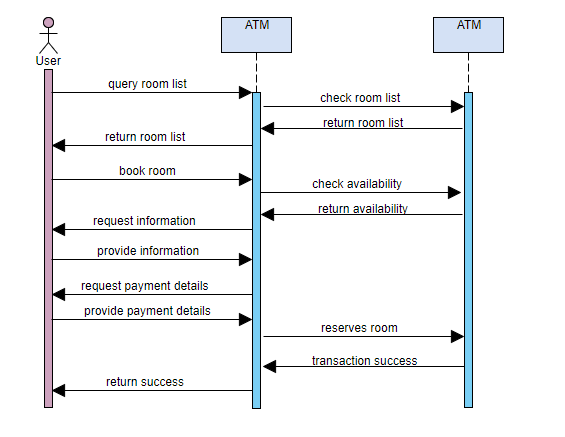 ATM
ATM
User
query room list
check room list
return room list
return room list
book room
check availability
return availability
request information
provide information
request payment details
provide payment details
reserves room
transaction success
return success